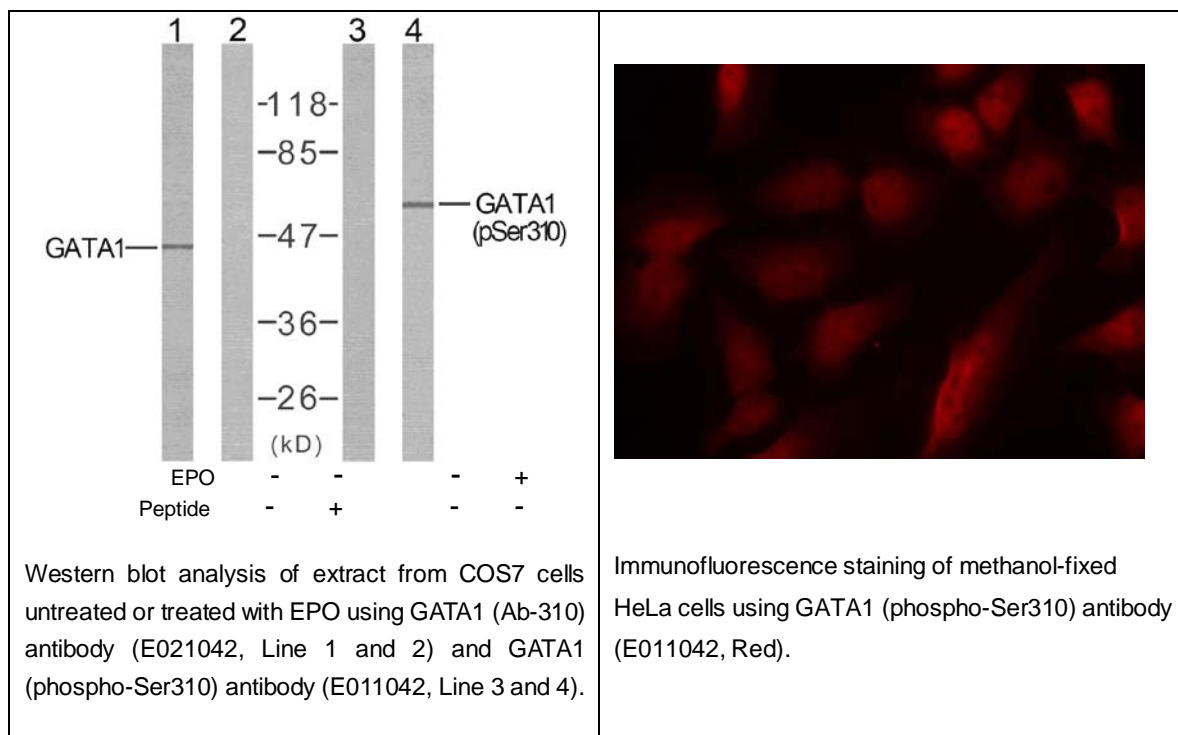 1 2 3 4
-118-
-85-
GATA1
(pSer310)
-47-
GATA1
-36-
-26-
(kD)
EPO - - - +
Peptide - + - -
Western blot analysis of extract from COS7 cells
untreated or treated with EPO using GATA1 (Ab-310)
antibody (E021042, Line 1 and 2) and GATA1
(phospho-Ser310) antibody (E011042, Line 3 and 4).
Immunofluorescence staining of methanol-fixed
HeLa cells using GATA1 (phospho-Ser310) antibody
(E011042, Red).